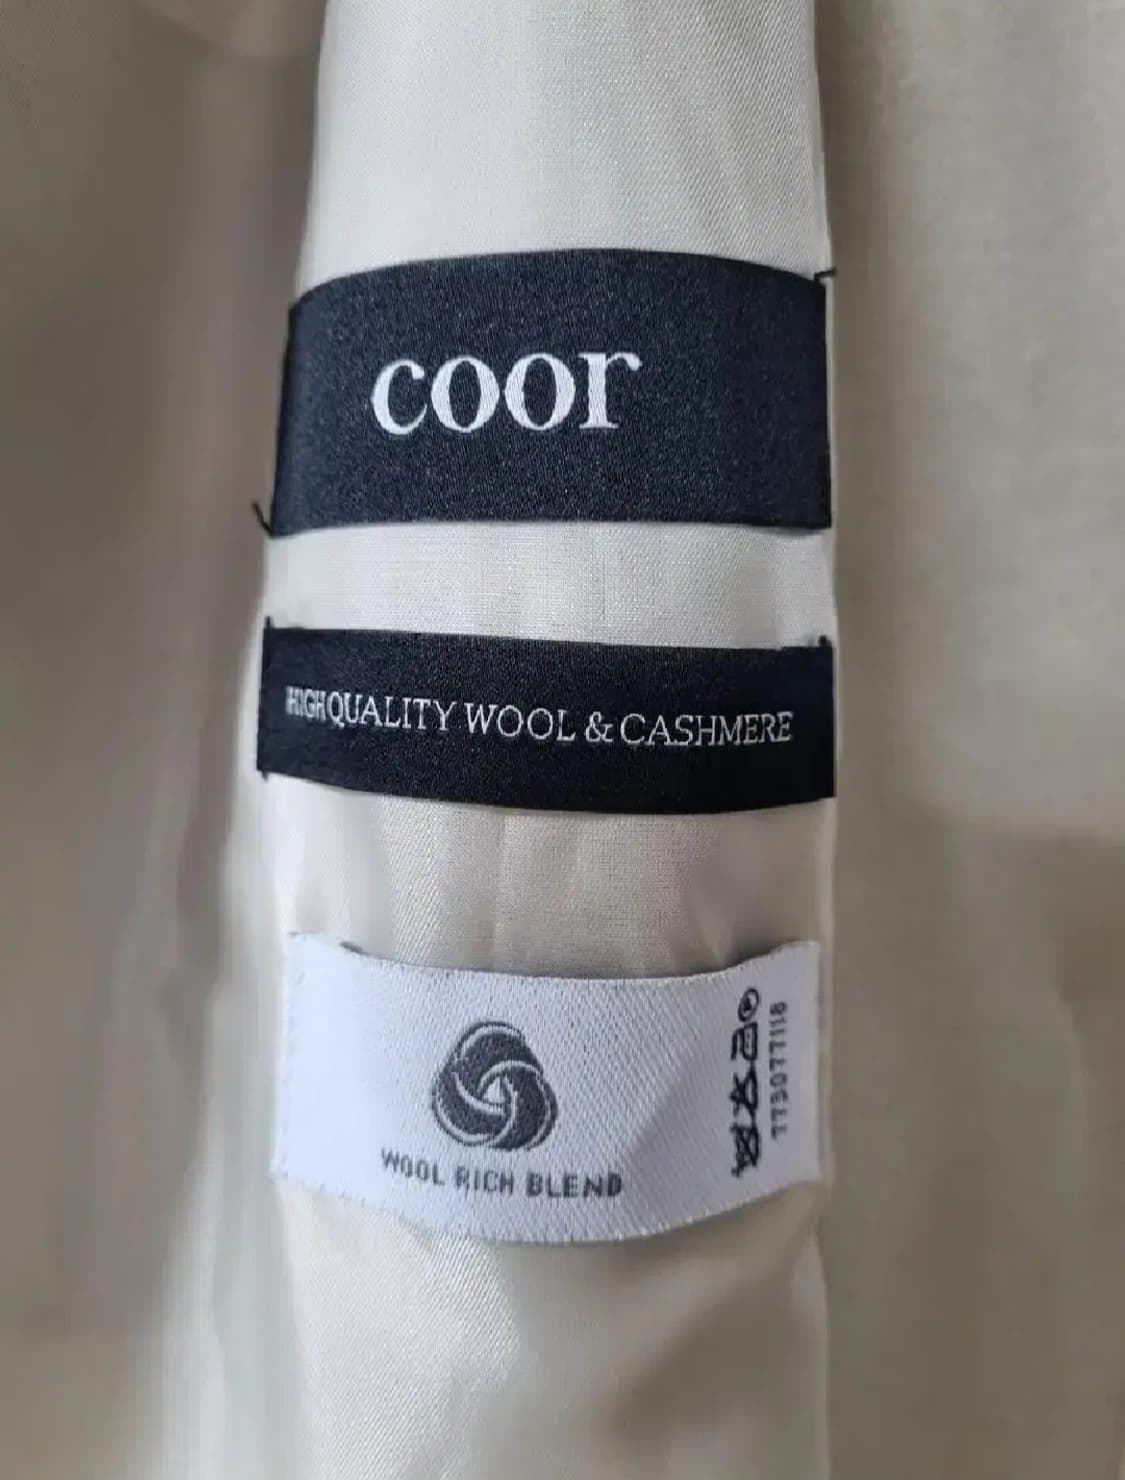 coor
HIGH QUALITY WOOL & CASHMERE
WOOL RICH BLEND
773077118